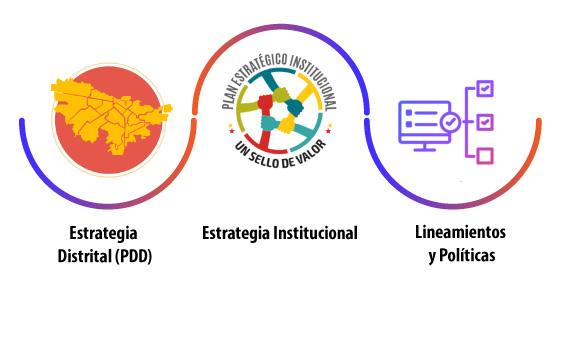 PLAN ESTRATÉGICO INSTITUCIONAL
UN SELLO DE VALOR
Estrategia
Distrital (PDD)
Estrategia Institucional
Lineamientos
y Políticas